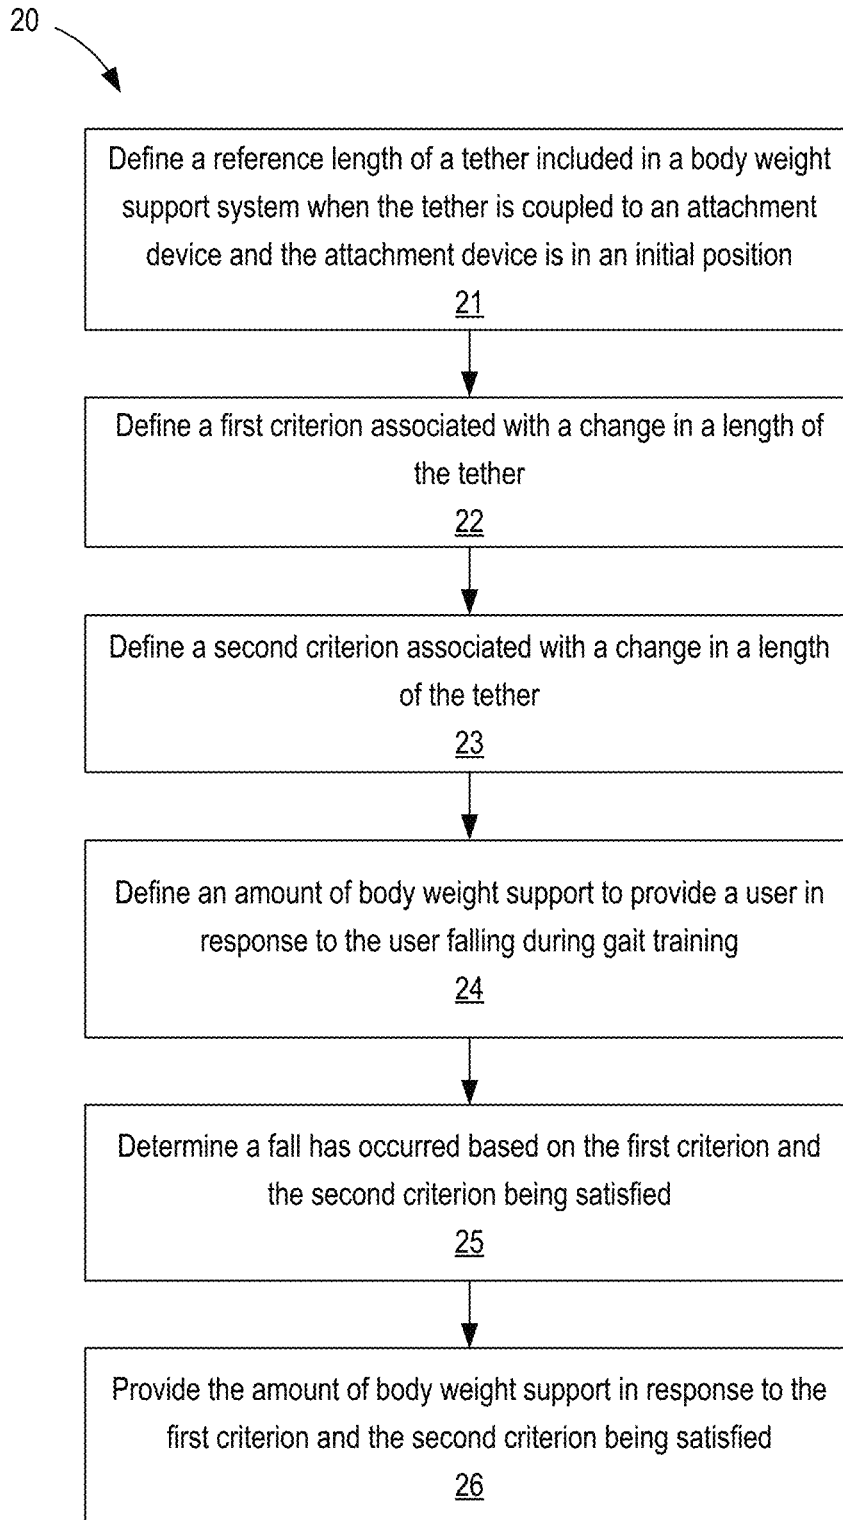 20
Define a reference length of a tether included in a body weight
support system when the tether is coupled to an attachment
device and the attachment device is in an initial position
21
Define a first criterion associated with a change in a length of
the tether
22
Define a second criterion associated with a change in a length
of the tether
23
Define an amount of body weight support to provide a user in
response to the user falling during gait training
24
Determine a fall has occurred based on the first criterion and
the second criterion being satisfied
25
Provide the amount of body weight support in response to the
first criterion and the second criterion being satisfied
26